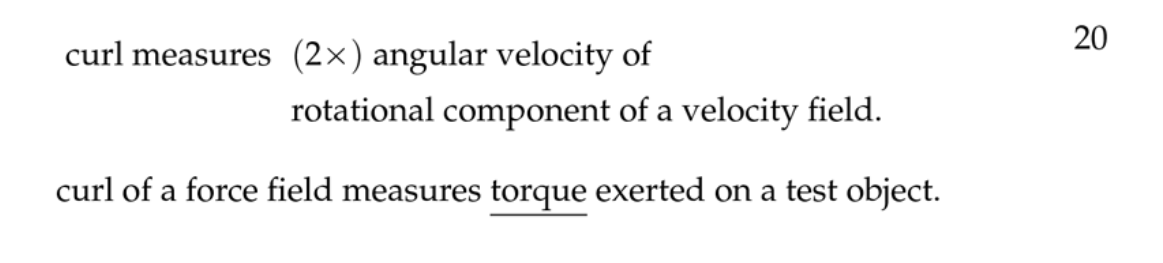 20
curl measures (2×) angular velocity of
rotational component of a velocity field.
curl of a force field measures torque exerted on a test object.